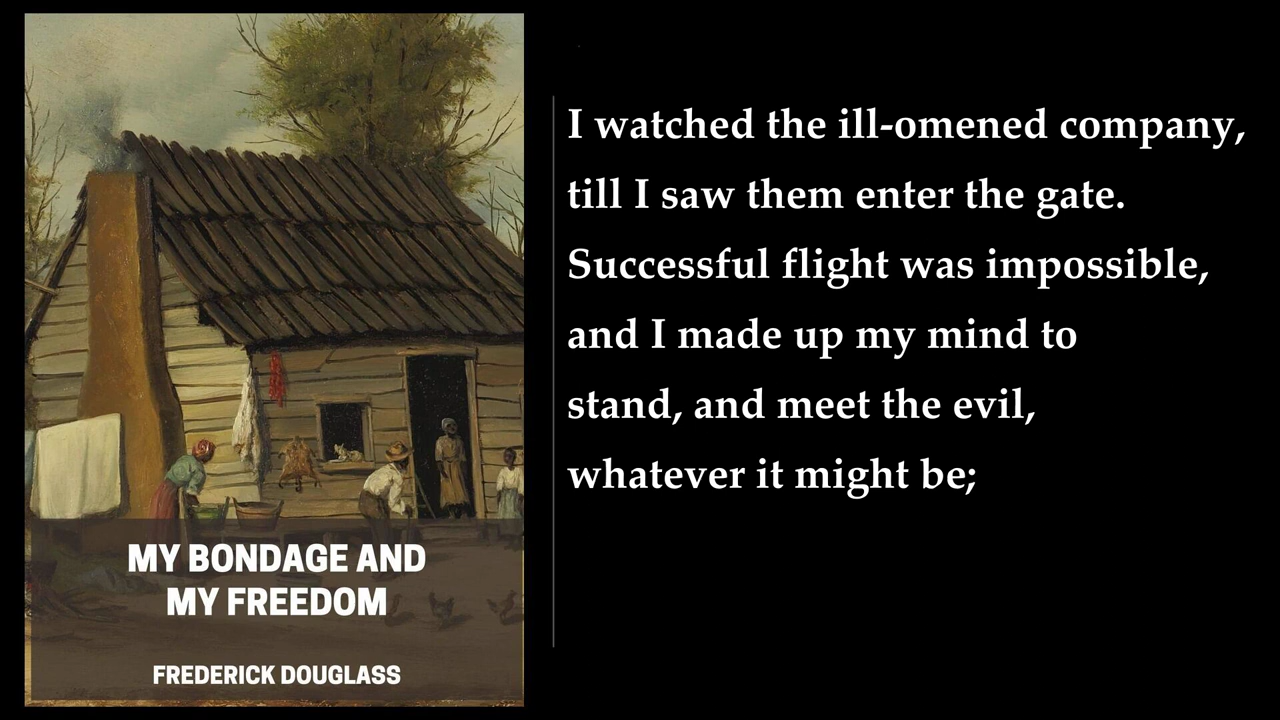 MY BONDAGE AND
MY FREEDOM
FREDERICK DOUGLASS
I watched the ill-omened company,
till I saw them enter the gate.
Successful flight was impossible,
and I made up my mind to
stand, and meet the evil,
whatever it might be;